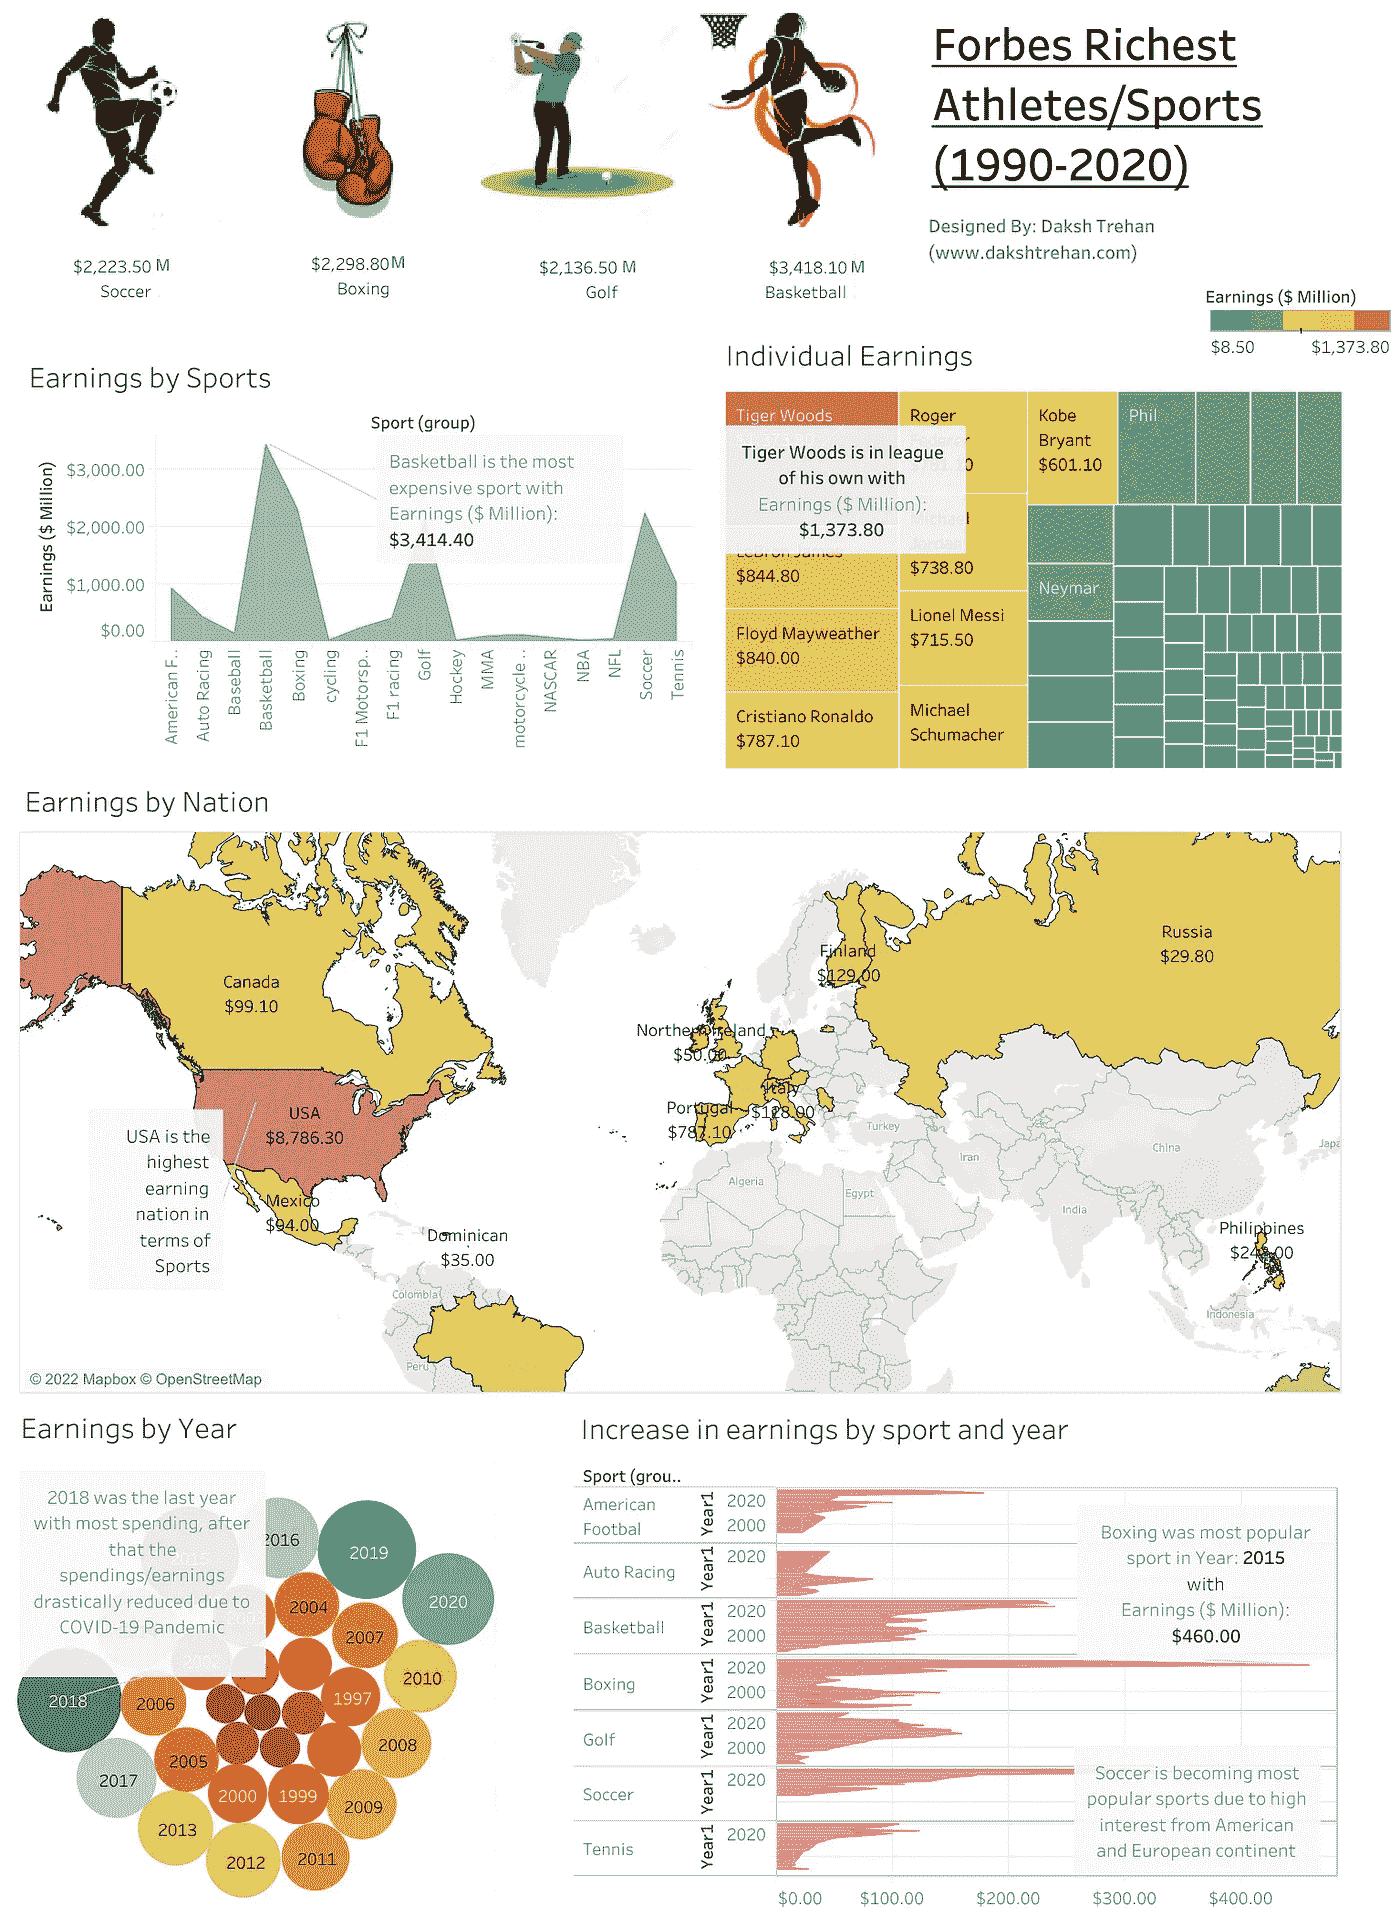 Forbes Richest
Athletes/Sports
(1990-2020)
Designed By: Daksh Trehan
(www.dakshtrehan.com)
$2,223.50 M
Soccer
$2,298.80M
Boxing
$2,136.50 M
Golf
$3,418.10 M
Basketball
Earnings ($ Million)
$8.50
$1,373.80
Earnings by Sports
Sport (group)
Earnings ($ Million)
$3,000.00
$2,000.00
$1,000.00
$0.00
Basketball is the most
expensive sport with
Earnings ($ Million):
$3,414.40
American F..
Auto Racing
Baseball
Basketball
Boxing
cycling
F1 Motorsp..
F1 racing
Golf
Hockey
MMA
motorcycle ..
NASCAR
NBA
NFL
Soccer
Tennis
Individual Earnings
Tiger Woods
Tiger Woods is in league
of his own with
Earnings ($ Million):
$1,373.80
LeBron James
$844.80
Floyd Mayweather
$840.00
Cristiano Ronaldo
$787.10
Roger
$738.80
Lionel Messi
$715.50
Michael
Schumacher
Kobe
Bryant
$601.10
Phil
Neymar
Earnings by Nation
Canada
$99.10
USA
$8,786.30
USA is the
highest
earning
nation in
terms of
Sports
Mexico
$94.00
Dominican
$35.00
Colombia
Peru
Finland
$129.00
Northern Ireland
$50.00
Italy
$128.00
Portugal
$787.10
Russia
$29.80
Turkey
Iran
China
Japa
Algeria
Egypt
India
Philippines
Indonesia
© 2022 Mapbox © OpenStreetMap
Earnings by Year
2018 was the last year
with most spending, after
that the
spendings/earnings
drastically reduced due to
COVID-19 Pandemic
2016
2019
2020
2004
2007
2010
2002
1997
2018
2006
2008
2005
2017
2000
1999
2009
2013
2012
2011
Increase in earnings by sport and year
Sport (grou..
American
Footbal
Year1
2020
2000
Auto Racing
Year1
2020
Basketball
Year1
2020
2000
Boxing
Year1
2020
2000
Golf
Year1
2020
2000
Soccer
Year1
2020
Tennis
Year1
2020
Boxing was most popular
sport in Year: 2015
with
Earnings ($ Million):
$460.00
Soccer is becoming most
popular sports due to high
interest from American
and European continent
$0.00
$100.00
$200.00
$300.00
$400.00